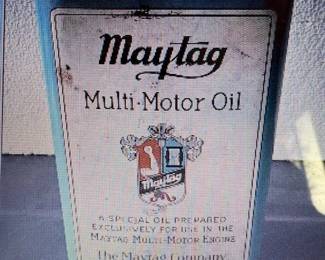 Maytag
Multi-Motor Oil
Maytag
A SPECIAL OIL PREPARED
EXCLUSIVELY FOR USE IN THE
MAYTAG MULTI-MOTOR ENGINE
The Maytag Company